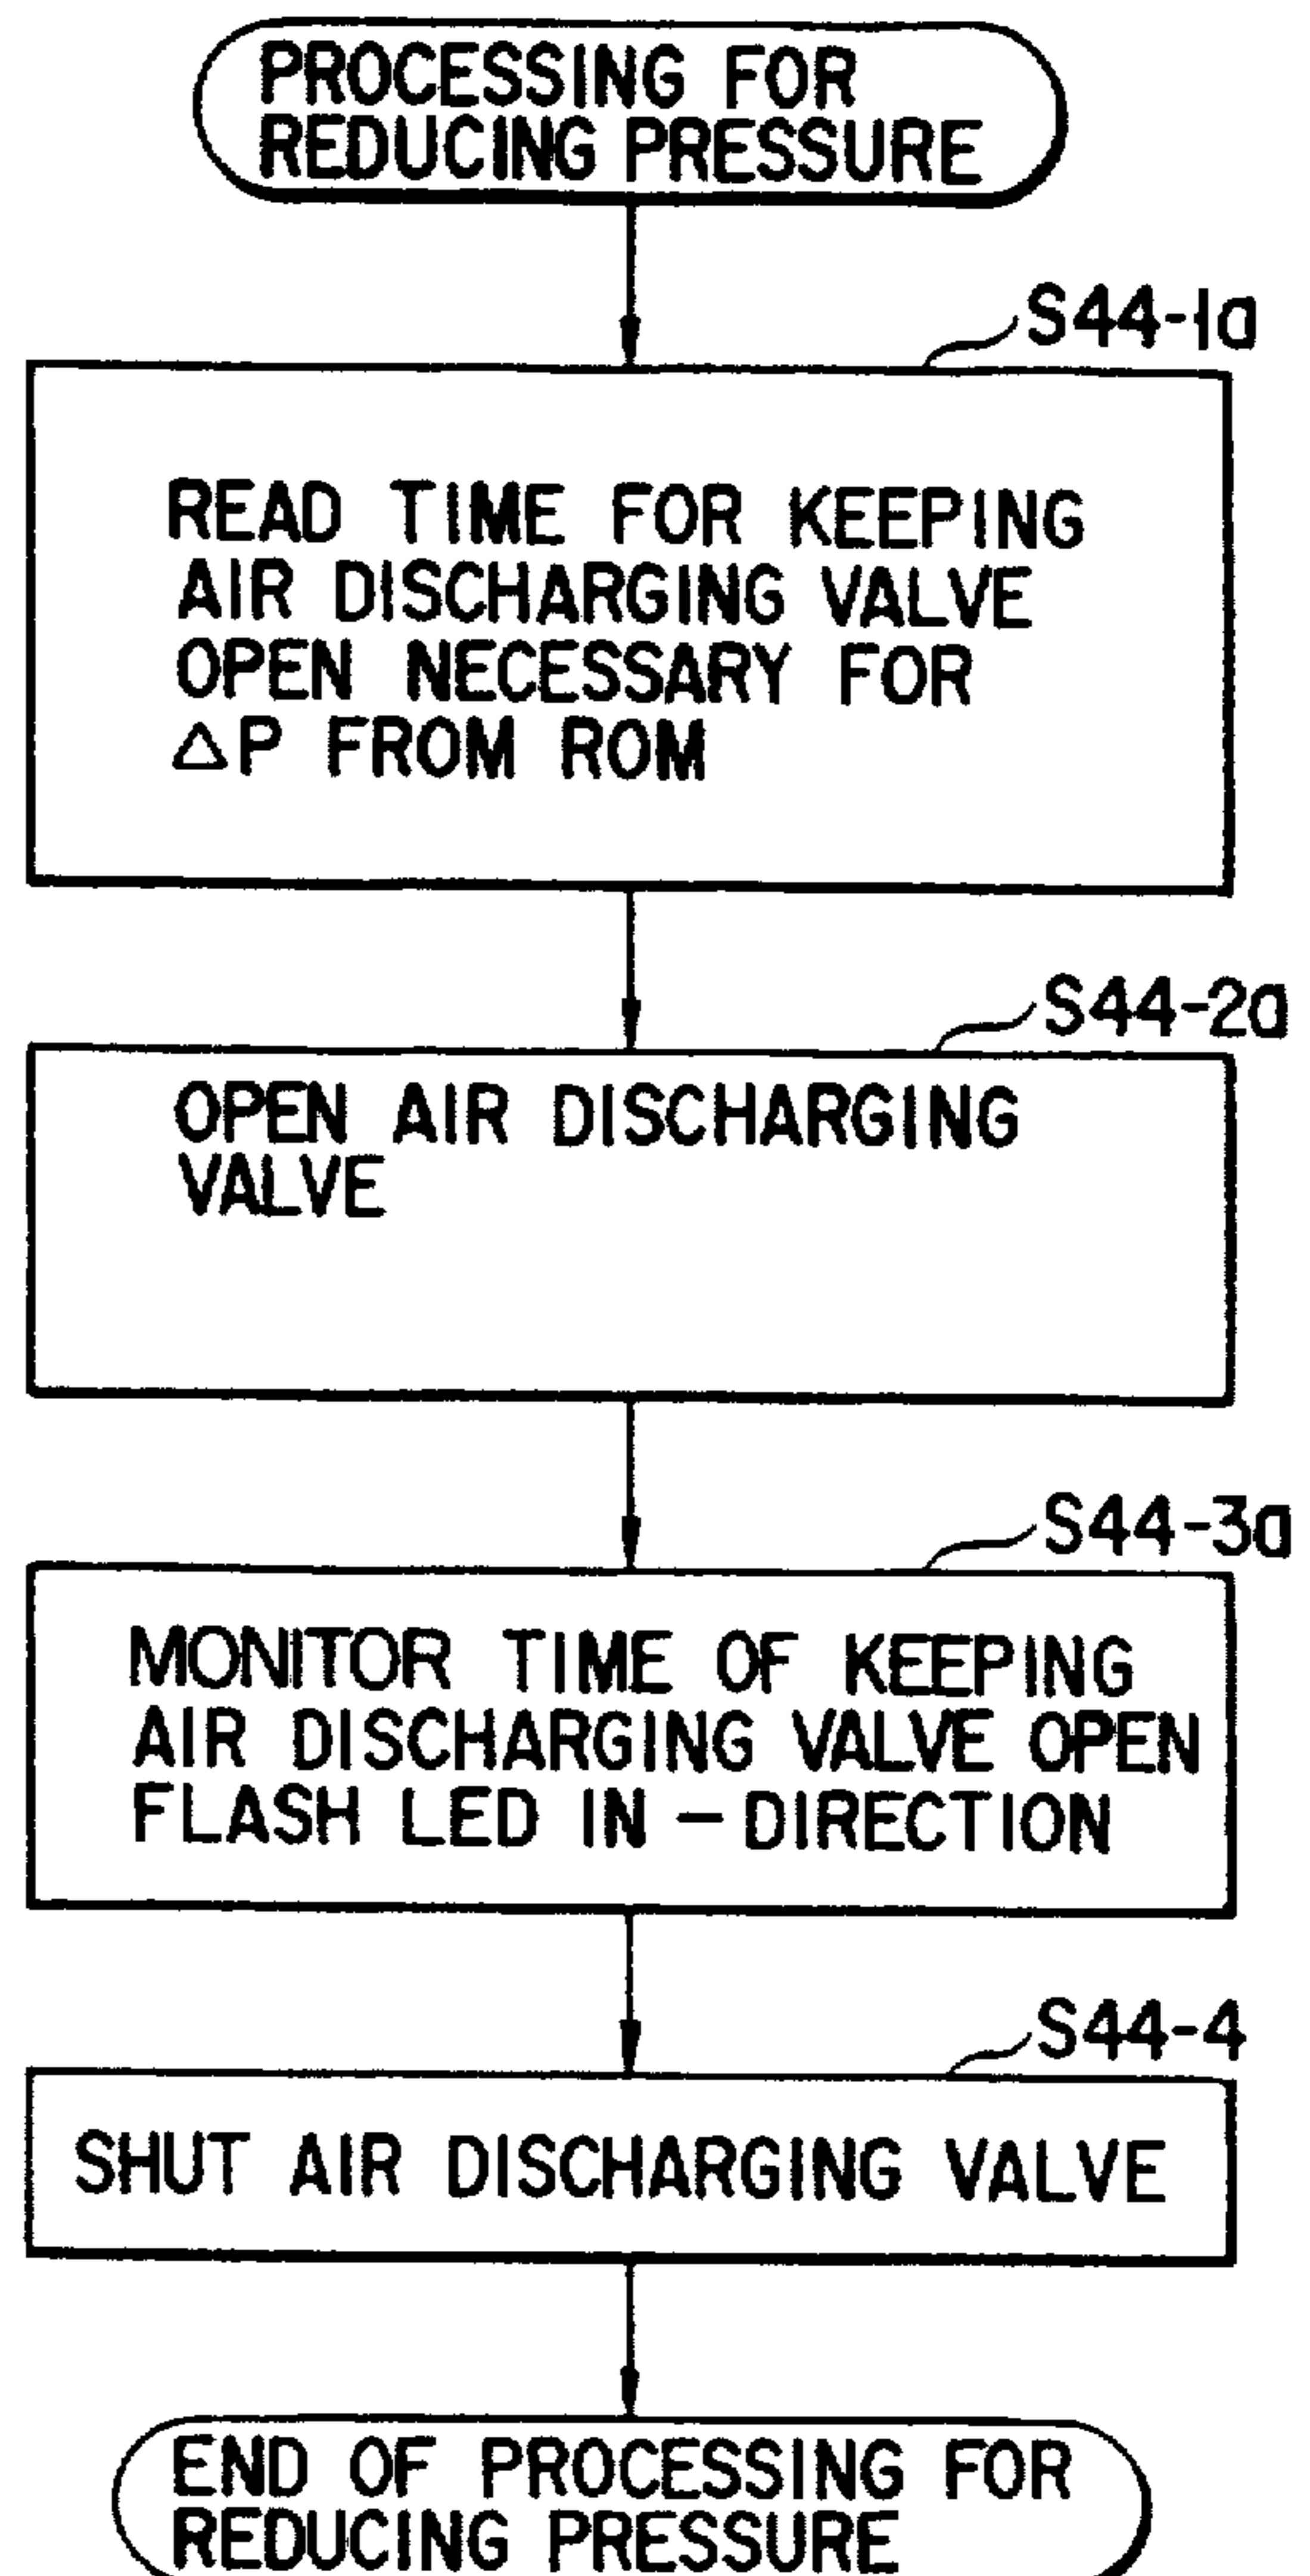 PROCESSING FOR
REDUCING PRESSURE
S44-1a
READ TIME FOR KEEPING
AIR DISCHARGING VALVE
OPEN NECESSARY FOR
△P FROM ROM
S44-2a
OPEN AIR DISCHARGING
VALVE
S44-3a
MONITOR TIME OF KEEPING
AIR DISCHARGING VALVE OPEN
FLASH LED IN - DIRECTION
S44-4
SHUT AIR DISCHARGING VALVE
END OF PROCESSING FOR
REDUCING PRESSURE